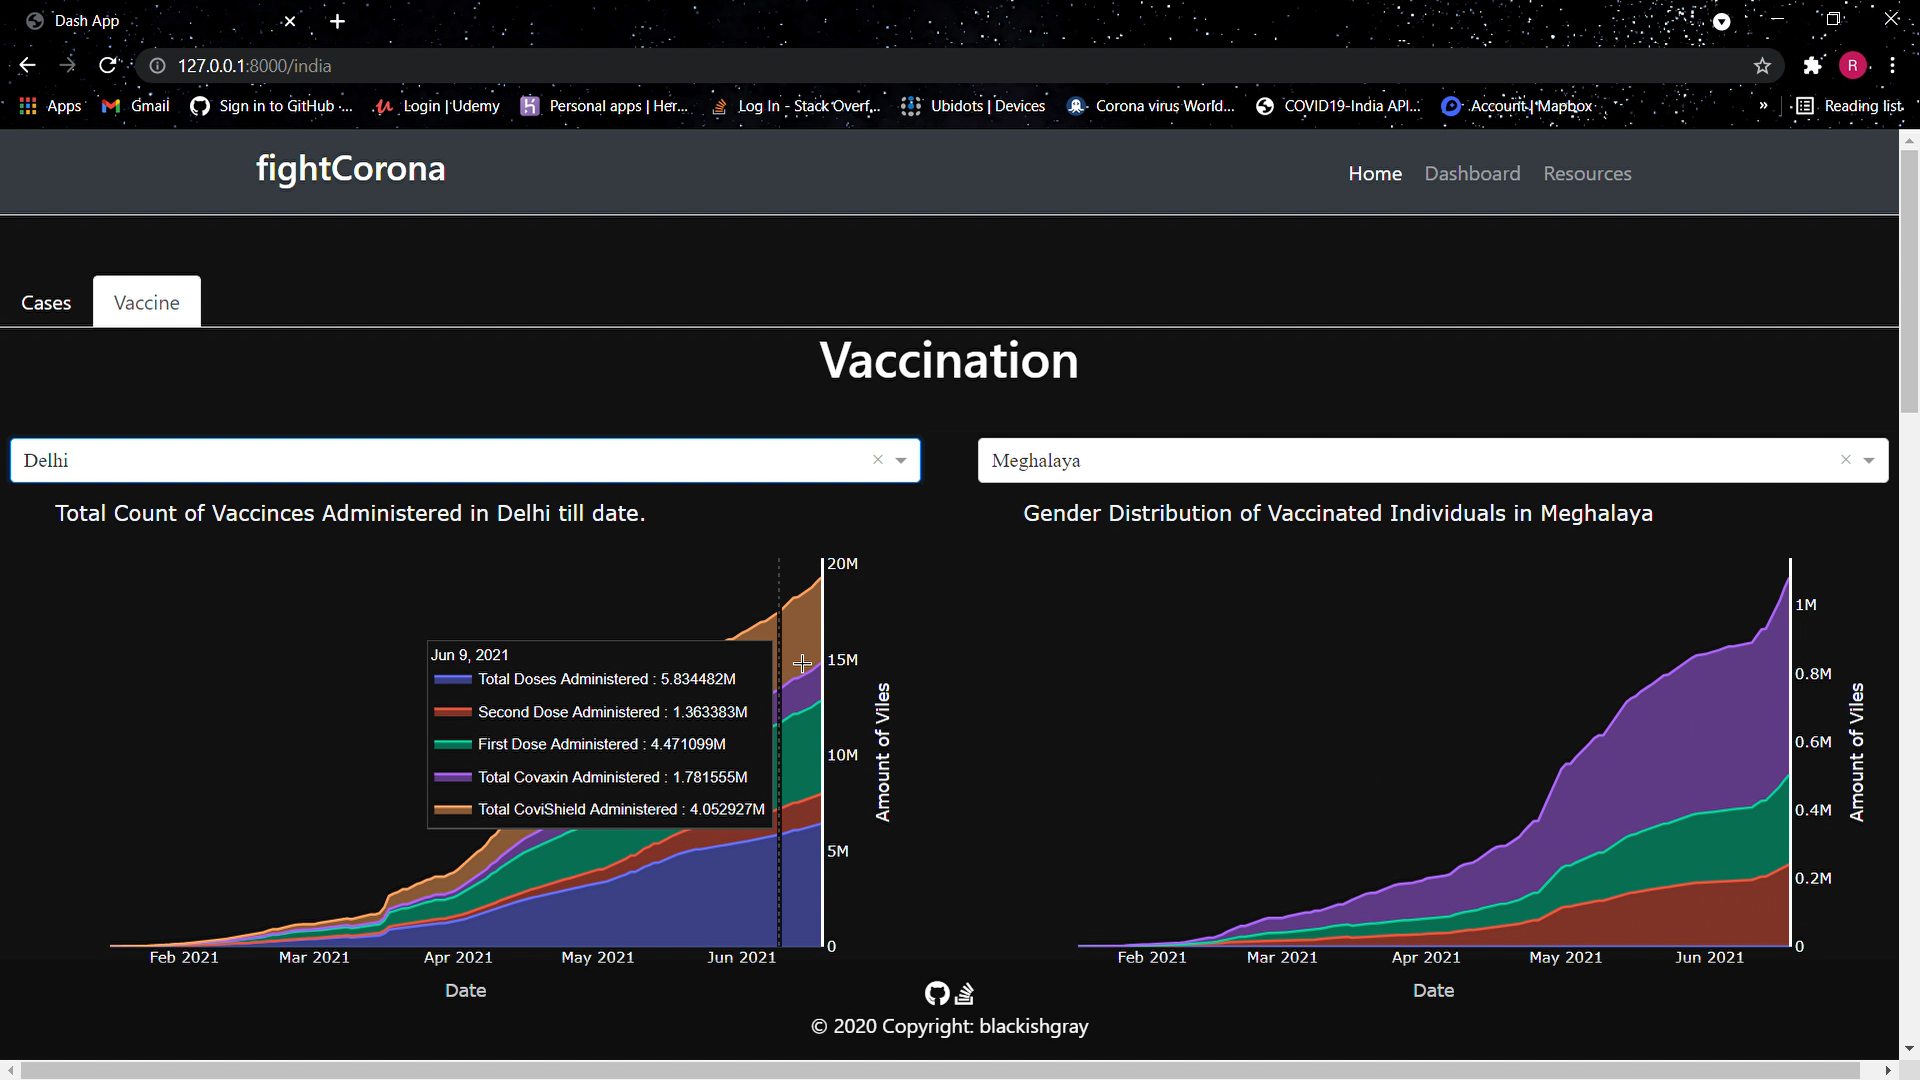 Dash App
127.0.0.1:8000/india
R
Apps
Gmail
Sign in to GitHub ·...
Login | Udemy
Personal apps | Her...
Log In - Stack Overf...
Ubidots | Devices
Corona virus World...
COVID19-India API...
Account | Mapbox
»
Reading list
fightCorona
Home
Dashboard
Resources
Cases
Vaccine
Vaccination
Delhi
Meghalaya
Total Count of Vaccinces Administered in Delhi till date.
20M
15M
10M
5M
0
Amount of Viles
Jun 9, 2021
Total Doses Administered : 5.834482M
Second Dose Administered : 1.363383M
First Dose Administered : 4.471099M
Total Covaxin Administered : 1.781555M
Total CoviShield Administered : 4.052927M
Feb 2021
Mar 2021
Apr 2021
May 2021
Jun 2021
Date
Gender Distribution of Vaccinated Individuals in Meghalaya
1M
0.8M
0.6M
0.4M
0.2M
0
Amount of Viles
Feb 2021
Mar 2021
Apr 2021
May 2021
Jun 2021
Date
© 2020 Copyright: blackishgray